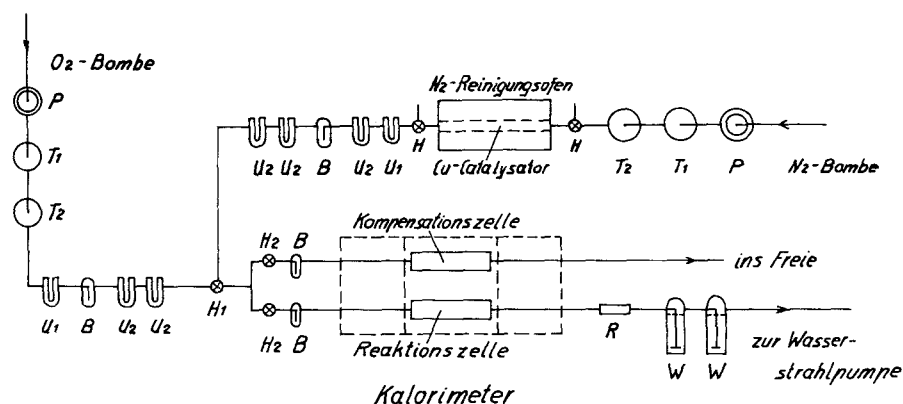 O2-Bombe
P
T1
T2
U1 B U2 U2
N2-Reinigungsofen
U2 U2 B U2 U1 H H T2 T1 P N2-Bombe
Cu-Catalysator
H1
H2 B
H2 B
Kompensationszelle
ins Freie
Reaktionszelle
R
W W
zur Wasser-
strahlpumpe
Kalorimeter